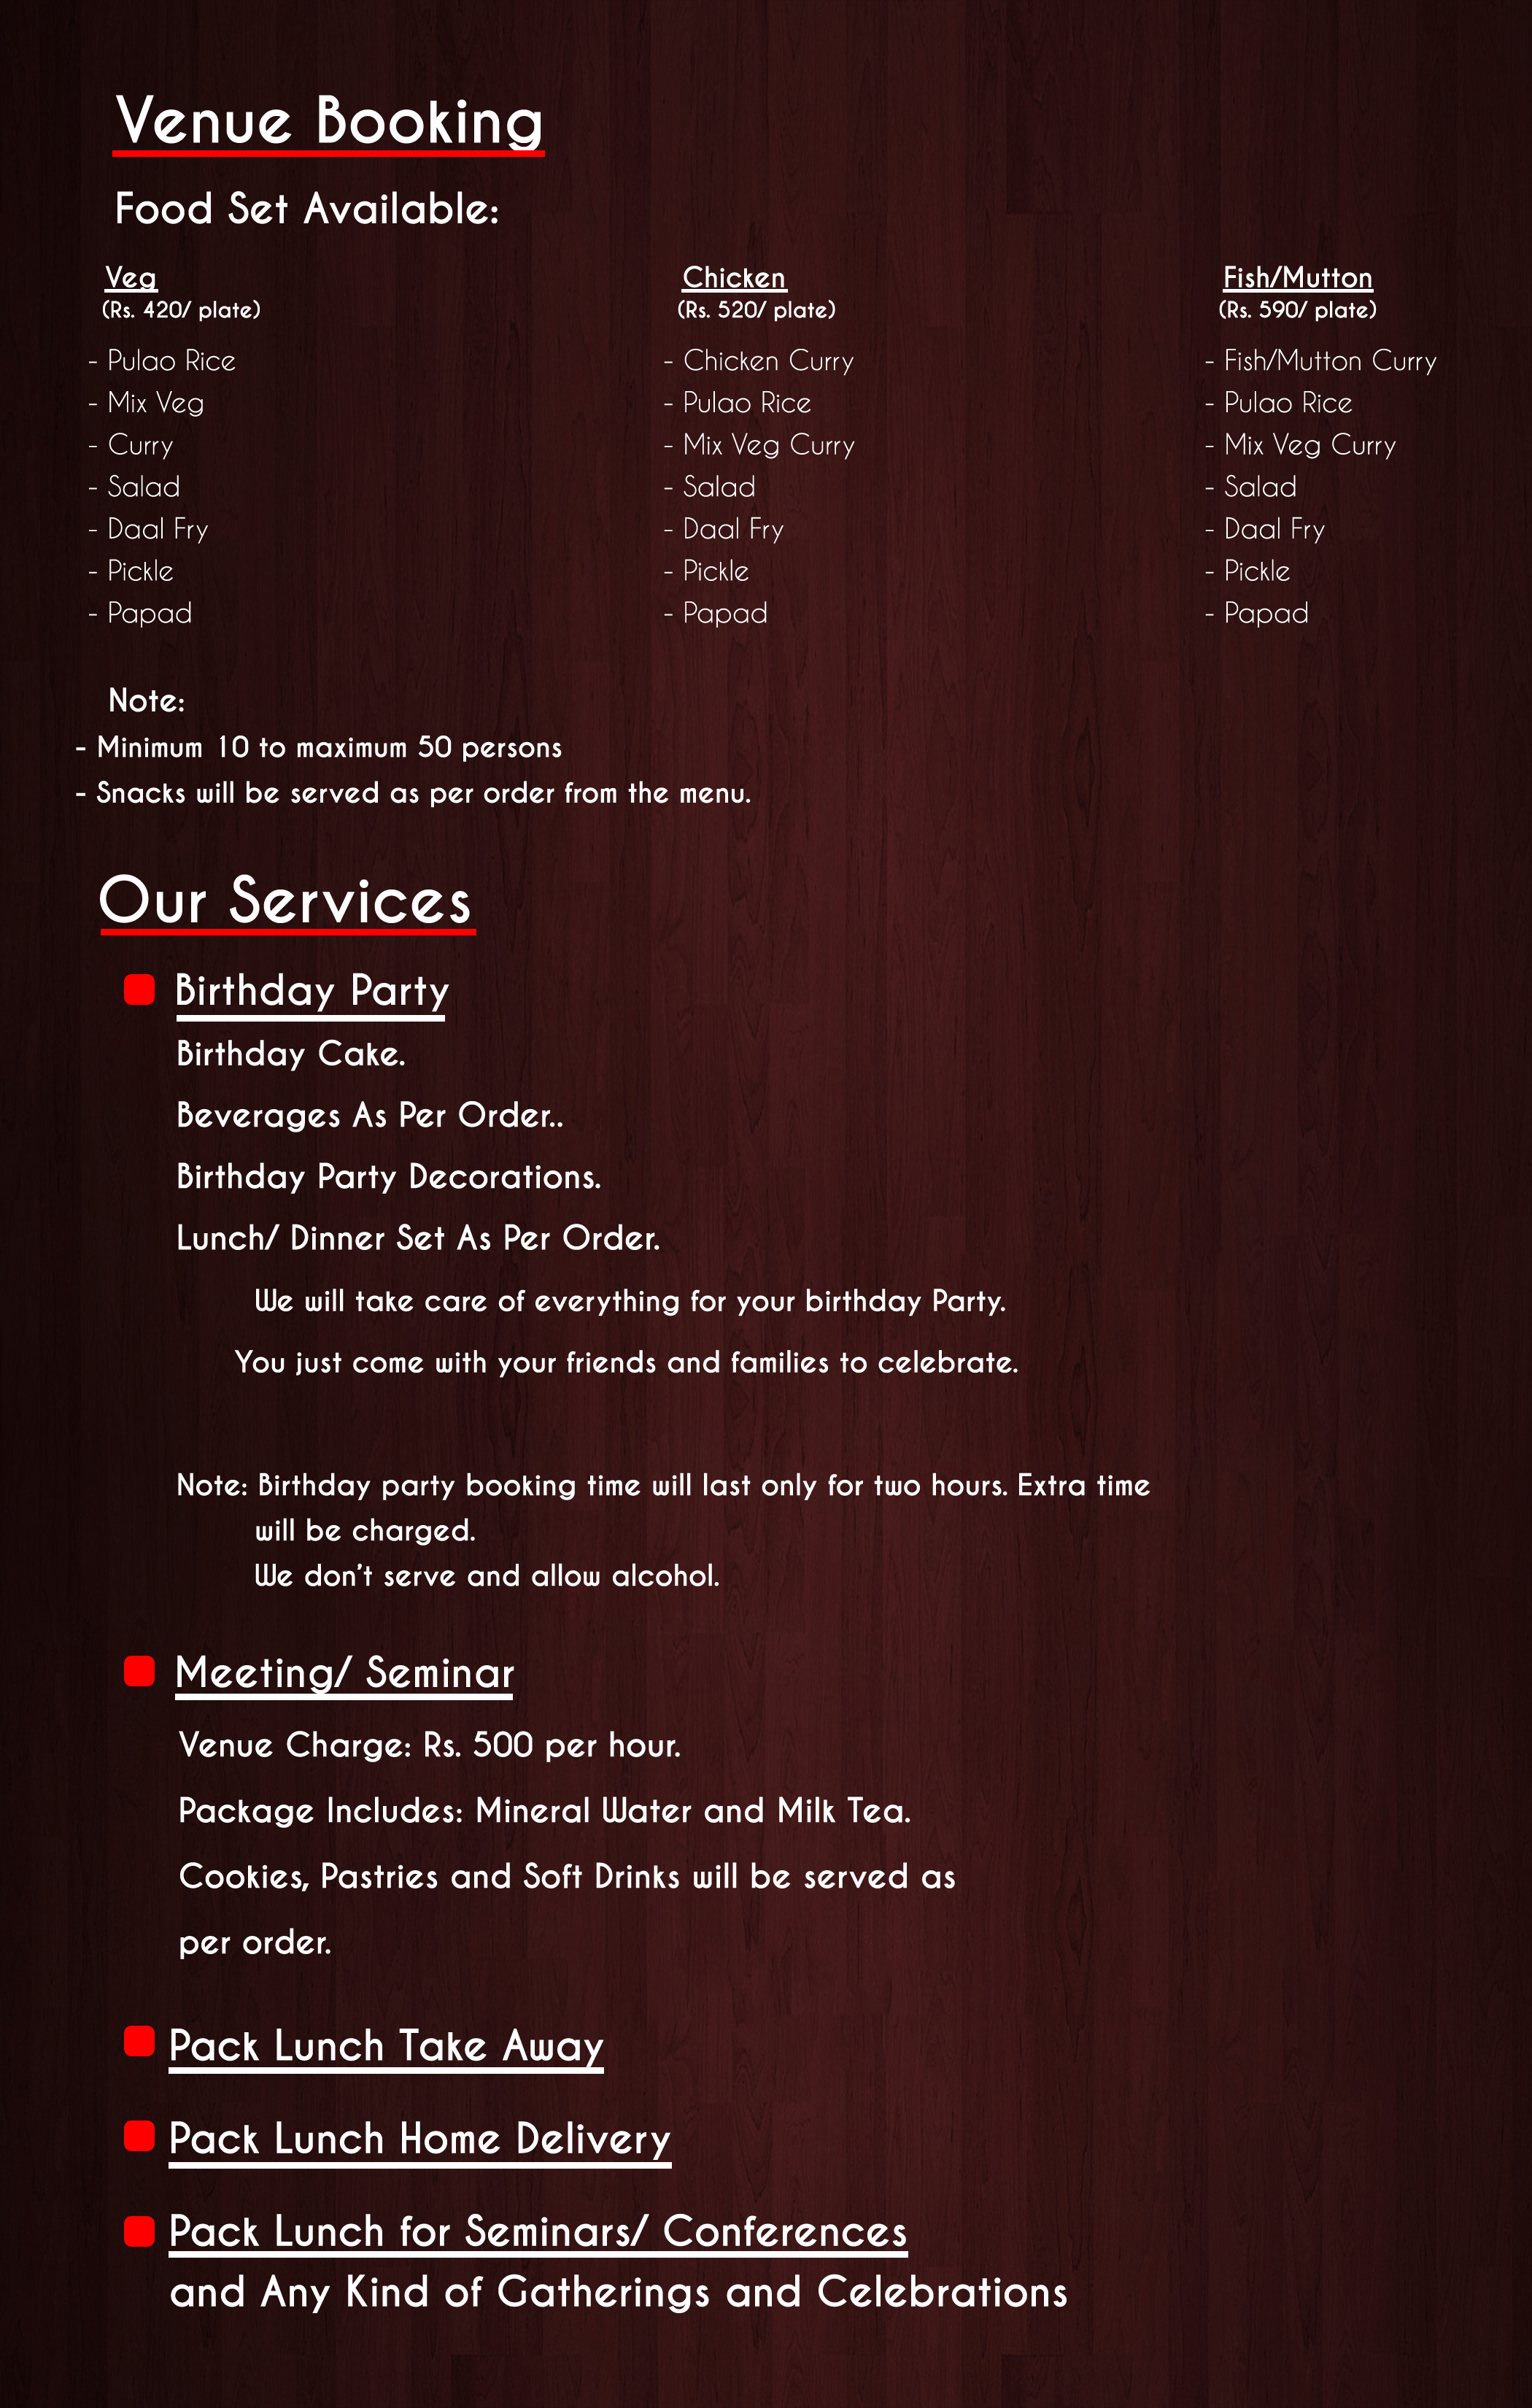 Venue Booking
Food Set Available:
Veg
(Rs. 420/ plate)
- Pulao Rice
- Mix Veg
- Curry
- Salad
- Daal Fry
- Pickle
- Papad
Chicken
(Rs. 520/ plate)
- Chicken Curry
- Pulao Rice
- Mix Veg Curry
- Salad
- Daal Fry
- Pickle
- Papad
Fish/Mutton
(Rs. 590/ plate)
- Fish/Mutton Curry
- Pulao Rice
- Mix Veg Curry
- Salad
- Daal Fry
- Pickle
- Papad
Note:
- Minimum 10 to maximum 50 persons
- Snacks will be served as per order from the menu.
Our Services
Birthday Party
Birthday Cake.
Beverages As Per Order..
Birthday Party Decorations.
Lunch/ Dinner Set As Per Order.
We will take care of everything for your birthday Party.
You just come with your friends and families to celebrate.
Note: Birthday party booking time will last only for two hours. Extra time
will be charged.
We don't serve and allow alcohol.
Meeting/ Seminar
Venue Charge: Rs. 500 per hour.
Package Includes: Mineral Water and Milk Tea.
Cookies, Pastries and Soft Drinks will be served as
per order.
Pack Lunch Take Away
Pack Lunch Home Delivery
Pack Lunch for Seminars/ Conferences
and Any Kind of Gatherings and Celebrations